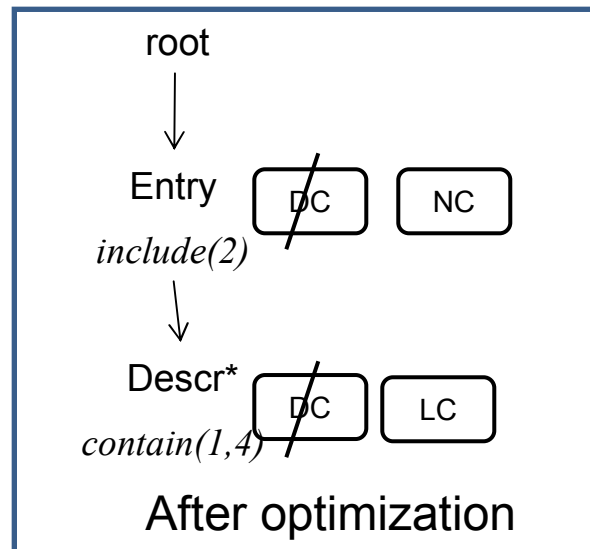 root
Entry DC NC
include(2)
Descr* DC LC
contain(1,4)
After optimization